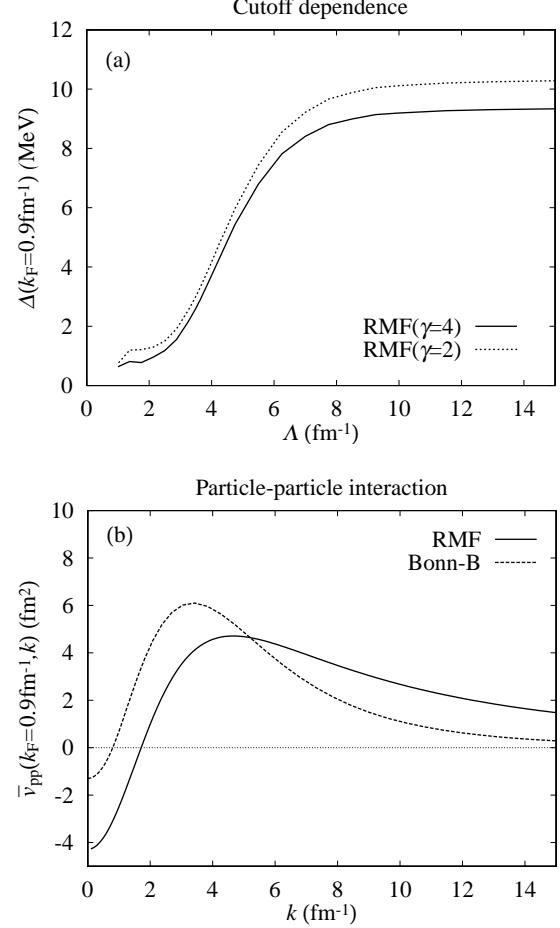 Cutoff dependence
12
10
8
6
4
2
0
0 2 4 6 8 10 12 14
(a)
Δ(kF=0.9fm-1) (MeV)
RMF(γ=4)
RMF(γ=2)
Λ (fm-1)
Particle-particle interaction
10
8
6
4
2
0
-2
-4
0 2 4 6 8 10 12 14
(b)
v̅pp(kF=0.9fm-1,k) (fm2)
RMF
Bonn-B
k (fm-1)